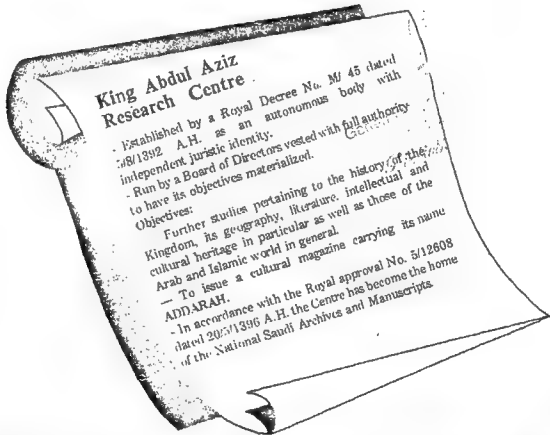 King Abdul Aziz
Research Centre
- Established by a Royal Decree No. M/ 45 dated
5/8/1392 A.H. as an autonomous body with
independent juristic identity.
- Run by a Board of Directors vested with full authority
to have its objectives materialized.
Objectives:
Further studies pertaining to the history of the
Kingdom, its geography, literature, intellectual and
cultural heritage in particular as well as those of the
Arab and Islamic world in general.
— To issue a cultural magazine carrying its name
ADDARAH.
- In accordance with the Royal approval No. 5/12608
dated 20/5/1396 A.H. the Centre has become the home
of the National Saudi Archives and Manuscripts.